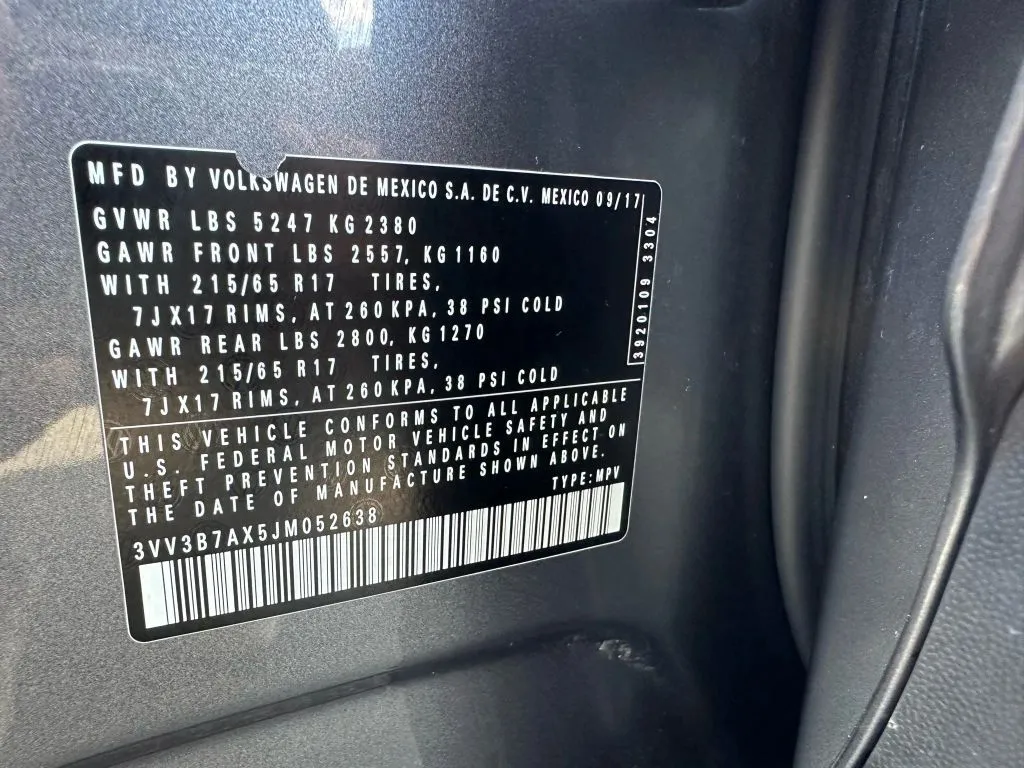 MFD BY VOLKSWAGEN DE MEXICO S.A. DE C.V. MEXICO 09/17
GVWR LBS 5247 KG 2380
GAWR FRONT LBS 2557, KG 1160
WITH 215/65 R17 TIRES,
7JX17 RIMS, AT 260 KPA, 38 PSI COLD
GAWR REAR LBS 2800, KG 1270
WITH 215/65 R17 TIRES,
7JX17 RIMS, AT 260 KPA, 38 PSI COLD
3920109 3304
THIS VEHICLE CONFORMS TO ALL APPLICABLE
U.S. FEDERAL MOTOR VEHICLE SAFETY AND
THEFT PREVENTION STANDARDS IN EFFECT ON
THE DATE OF MANUFACTURE SHOWN ABOVE.
3VV3B7AX5JM052638 TYPE: MPV